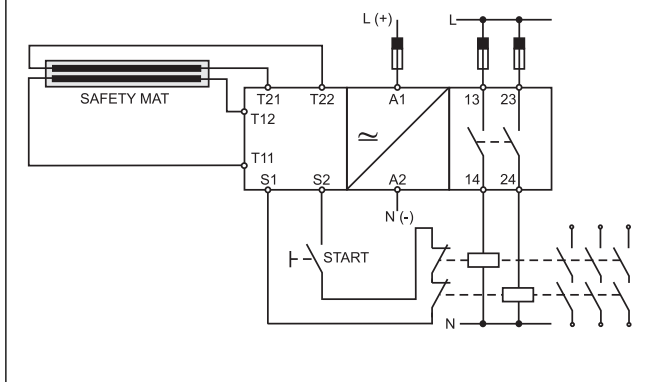 L (+)
L
SAFETY MAT
T21
T22
A1
13
23
T12
≃
T11
S1
S2
A2
14
24
N (-)
START
N